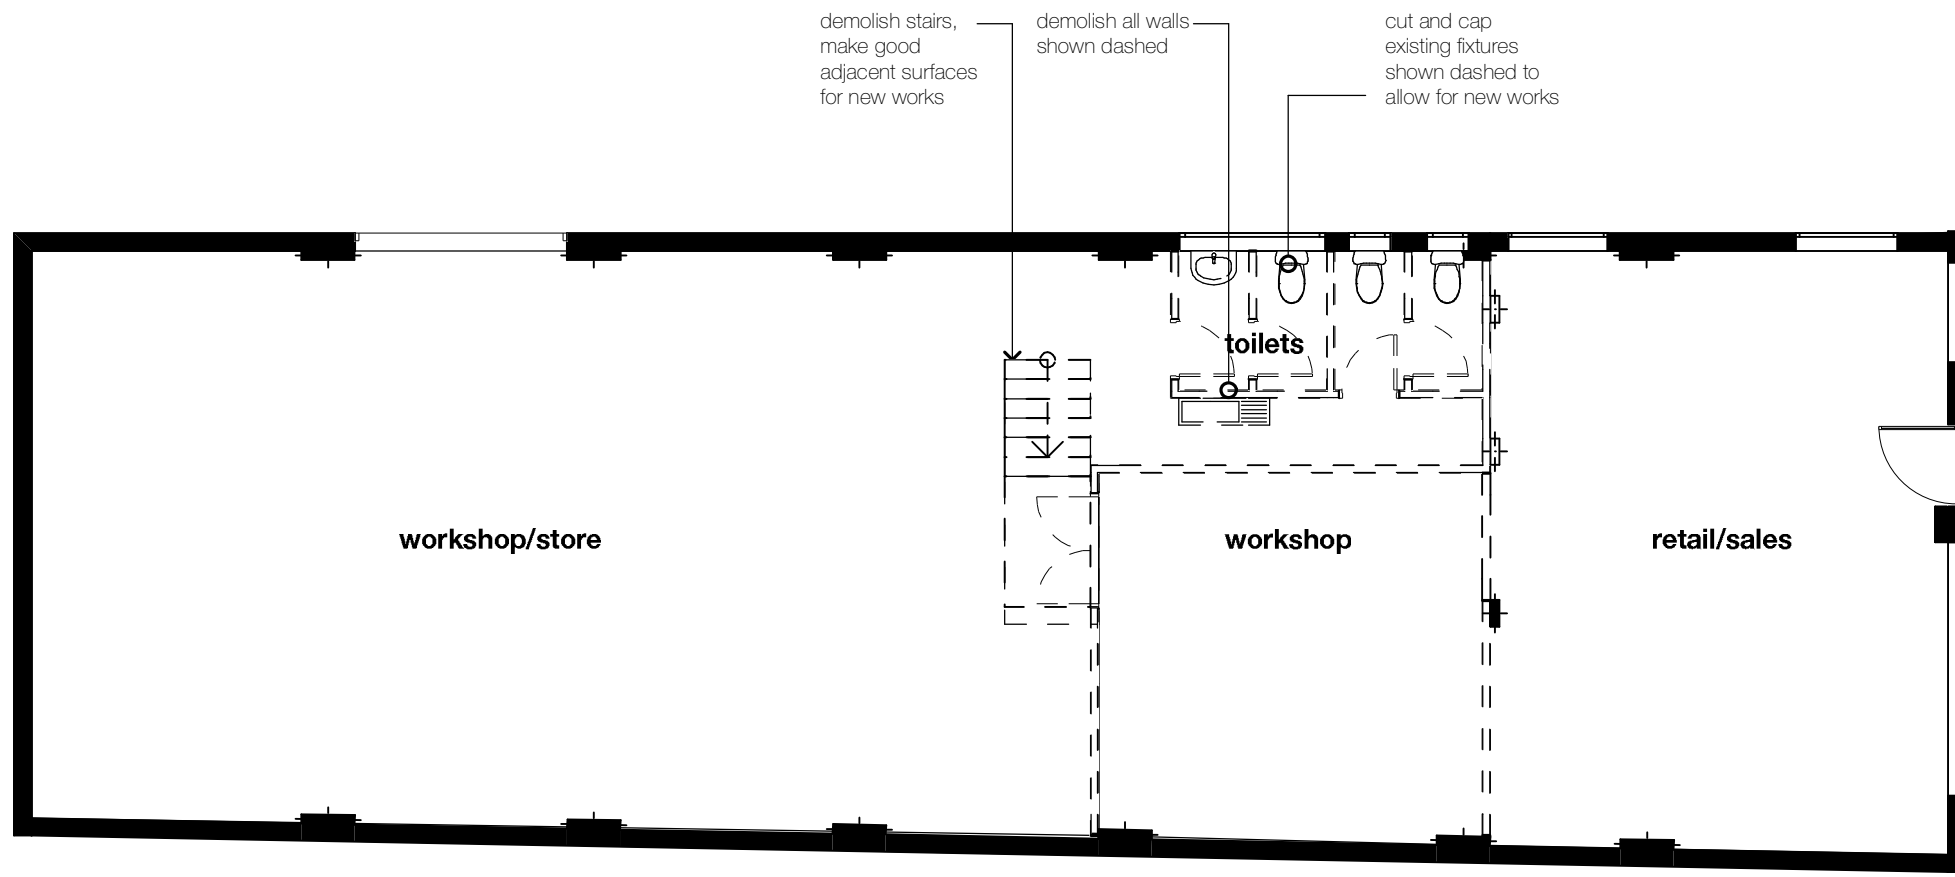 demolish stairs,
make good
adjacent surfaces
for new works
demolish all walls
shown dashed
cut and cap
existing fixtures
shown dashed to
allow for new works
toilets
workshop/store
workshop
retail/sales